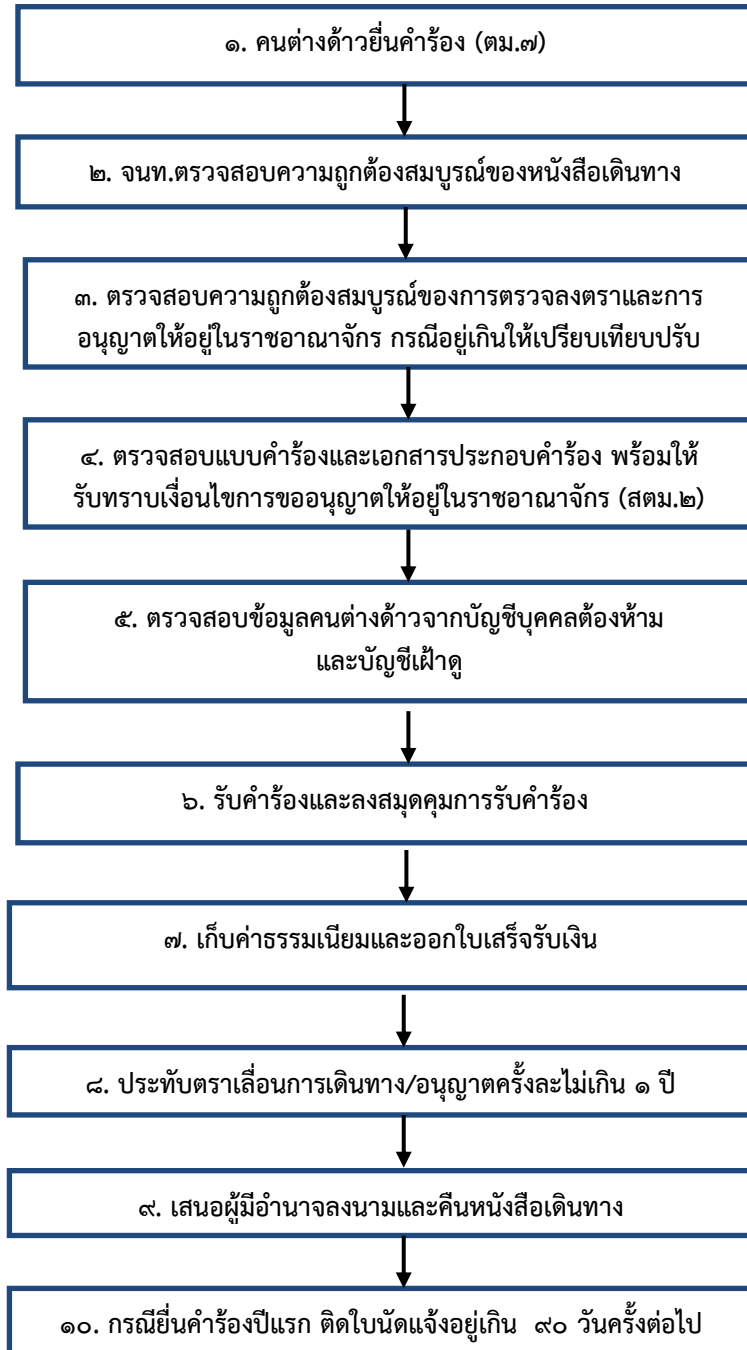 ๑. คนต่างด้าวยื่นคำร้อง (ตม.๗)
๒. จนท.ตรวจสอบความถูกต้องสมบูรณ์ของหนังสือเดินทาง
๓. ตรวจสอบความถูกต้องสมบูรณ์ของการตรวจลงตราและการ
อนุญาตให้อยู่ในราชอาณาจักร กรณีอยู่เกินให้เปรียบเทียบปรับ
๔. ตรวจสอบแบบคำร้องและเอกสารประกอบคำร้อง พร้อมให้
รับทราบเงื่อนไขการขออนุญาตให้อยู่ในราชอาณาจักร (สตม.๒)
๕. ตรวจสอบข้อมูลคนต่างด้าวจากบัญชีบุคคลต้องห้าม
และบัญชีเฝ้าดู
๖. รับคำร้องและลงสมุดคุมการรับคำร้อง
๗. เก็บค่าธรรมเนียมและออกใบเสร็จรับเงิน
๘. ประทับตราเลื่อนการเดินทาง/อนุญาตครั้งละไม่เกิน ๑ ปี
๙. เสนอผู้มีอำนาจลงนามและคืนหนังสือเดินทาง
๑๐. กรณียื่นคำร้องปีแรก ติดใบนัดแจ้งอยู่เกิน ๙๐ วันครั้งต่อไป